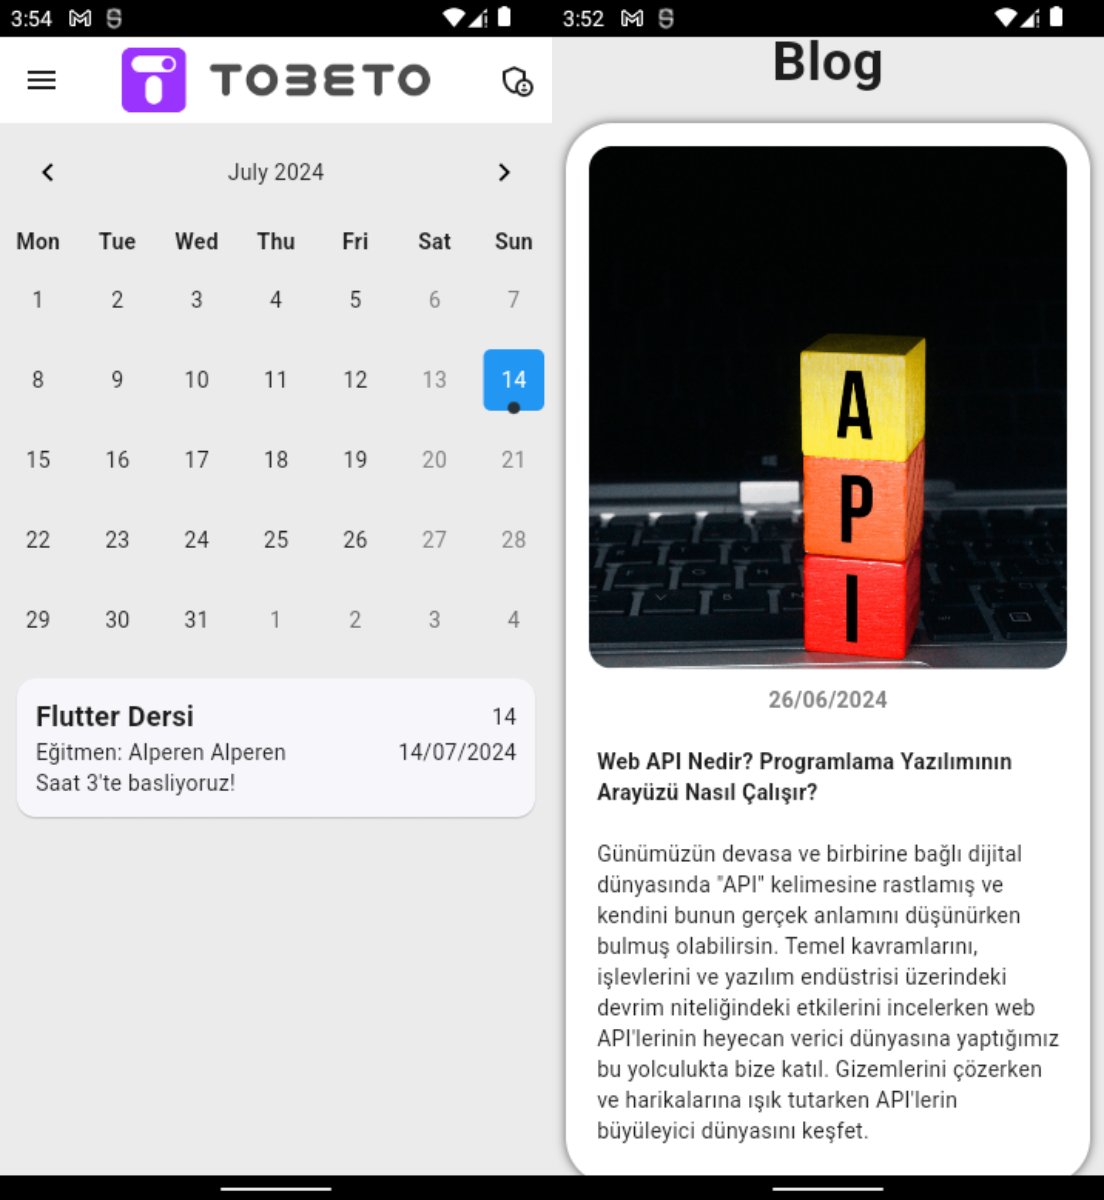 3:54
TOBETO
July 2024
Mon Tue Wed Thu Fri Sat Sun
1 2 3 4 5 6 7
8 9 10 11 12 13 14
15 16 17 18 19 20 21
22 23 24 25 26 27 28
29 30 31 1 2 3 4
Flutter Dersi 14
Eğitmen: Alperen Alperen 14/07/2024
Saat 3'te basliyoruz!
3:52
Blog
A
P
I
26/06/2024
Web API Nedir? Programlama Yazılımının
Arayüzü Nasıl Çalışır?
Günümüzün devasa ve birbirine bağlı dijital
dünyasında "API" kelimesine rastlamış ve
kendini bunun gerçek anlamını düşünürken
bulmuş olabilirsin. Temel kavramlarını,
işlevlerini ve yazılım endüstrisi üzerindeki
devrim niteliğindeki etkilerini incelerken web
API'lerinin heyecan verici dünyasına yaptığımız
bu yolculukta bize katıl. Gizemlerini çözerken
ve harikalarına ışık tutarken API'lerin
büyüleyici dünyasını keşfet.